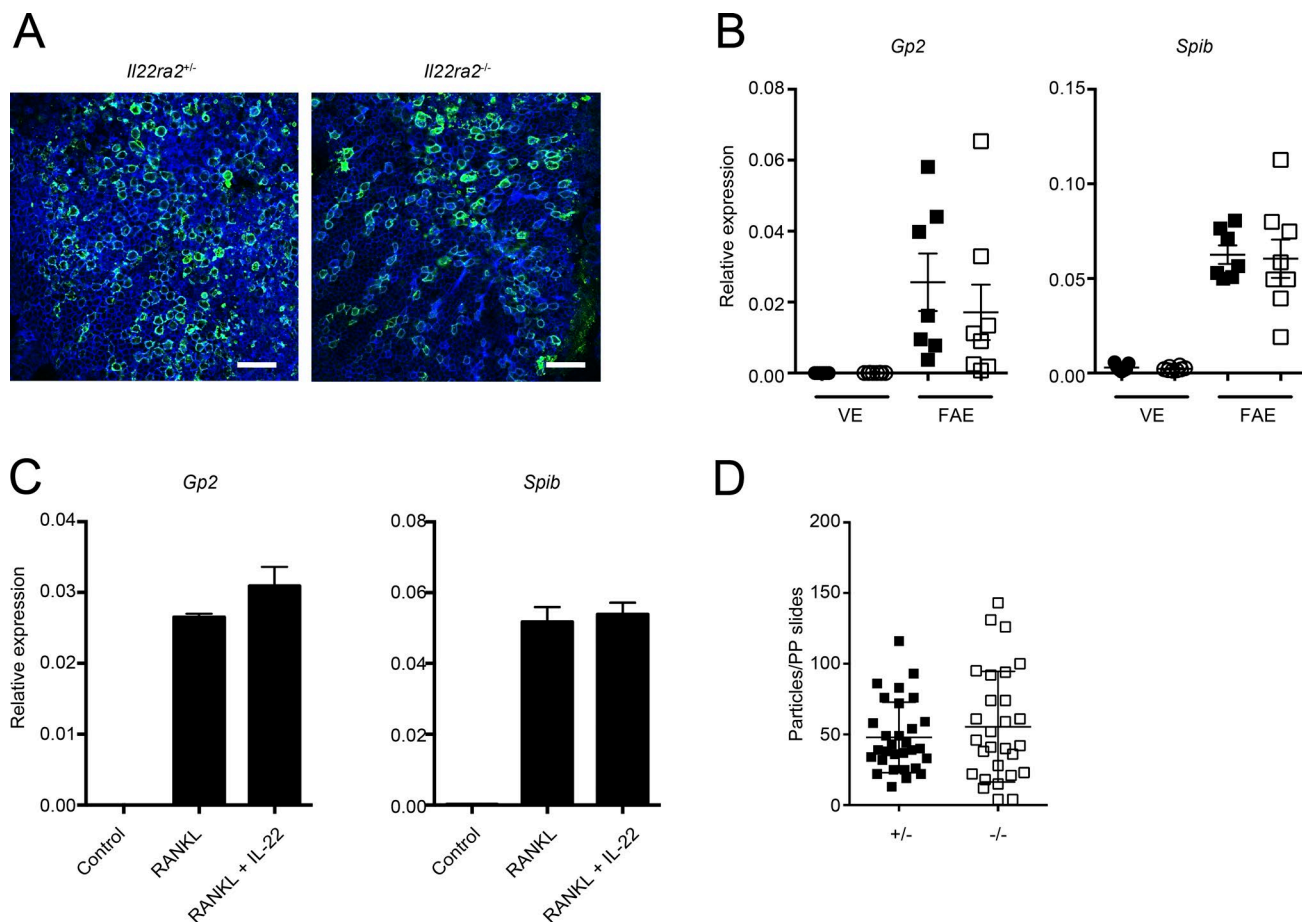 A
Il22ra2+/-
Il22ra2-/-
B
Gp2
Relative expression
0.08
0.06
0.04
0.02
0.00
VE
FAE
Spib
0.15
0.10
0.05
0.00
VE
FAE
C
Gp2
Relative expression
0.04
0.03
0.02
0.01
0.00
Control
RANKL
RANKL + IL-22
Spib
0.08
0.06
0.04
0.02
0.00
Control
RANKL
RANKL + IL-22
D
Particles/PP slides
200
150
100
50
0
+/-
-/-